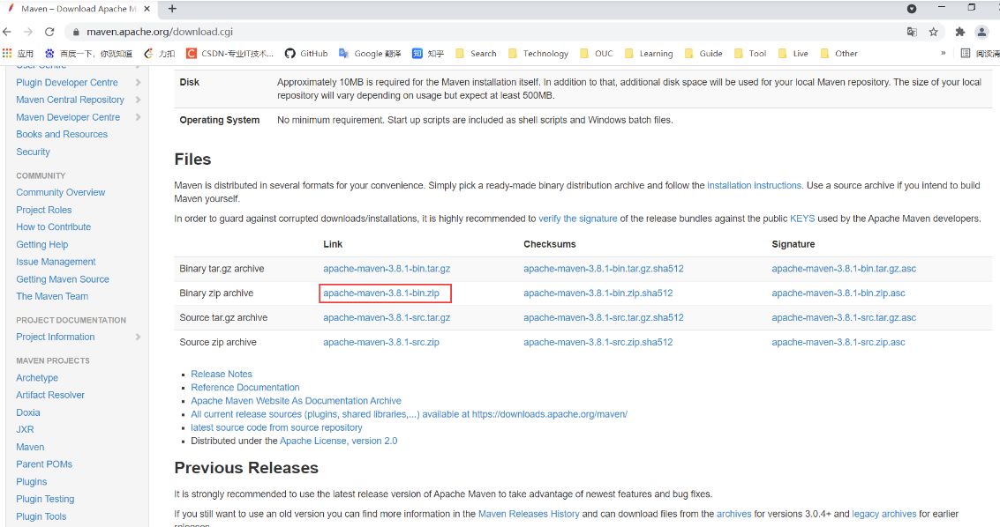 Maven – Download Apache M
maven.apache.org/download.cgi
应用 百度一下，你就知道 力扣 CSDN-专业IT技术... GitHub Google 翻译 知乎 Search Technology OUC Learning Guide Tool Live Other » 阅读清
User Centre
Plugin Developer Centre
Maven Central Repository
Maven Developer Centre
Books and Resources
Security
COMMUNITY
Community Overview
Project Roles
How to Contribute
Getting Help
Issue Management
Getting Maven Source
The Maven Team
PROJECT DOCUMENTATION
Project Information
MAVEN PROJECTS
Archetype
Artifact Resolver
Doxia
JXR
Maven
Parent POMs
Plugins
Plugin Testing
Plugin Tools
Disk Approximately 10MB is required for the Maven installation itself. In addition to that, additional disk space will be used for your local Maven repository. The size of your local
repository will vary depending on usage but expect at least 500MB.
Operating System No minimum requirement. Start up scripts are included as shell scripts and Windows batch files.
Files
Maven is distributed in several formats for your convenience. Simply pick a ready-made binary distribution archive and follow the installation instructions. Use a source archive if you intend to build
Maven yourself.
In order to guard against corrupted downloads/installations, it is highly recommended to verify the signature of the release bundles against the public KEYS used by the Apache Maven developers.
Link Checksums Signature
Binary tar.gz archive apache-maven-3.8.1-bin.tar.gz apache-maven-3.8.1-bin.tar.gz.sha512 apache-maven-3.8.1-bin.tar.gz.asc
Binary zip archive apache-maven-3.8.1-bin.zip apache-maven-3.8.1-bin.zip.sha512 apache-maven-3.8.1-bin.zip.asc
Source tar.gz archive apache-maven-3.8.1-src.tar.gz apache-maven-3.8.1-src.tar.gz.sha512 apache-maven-3.8.1-src.tar.gz.asc
Source zip archive apache-maven-3.8.1-src.zip apache-maven-3.8.1-src.zip.sha512 apache-maven-3.8.1-src.zip.asc
Release Notes
Reference Documentation
Apache Maven Website As Documentation Archive
All current release sources (plugins, shared libraries,...) available at https://downloads.apache.org/maven/
latest source code from source repository
Distributed under the Apache License, version 2.0
Previous Releases
It is strongly recommended to use the latest release version of Apache Maven to take advantage of newest features and bug fixes.
If you still want to use an old version you can find more information in the Maven Releases History and can download files from the archives for versions 3.0.4+ and legacy archives for earlier
releases.